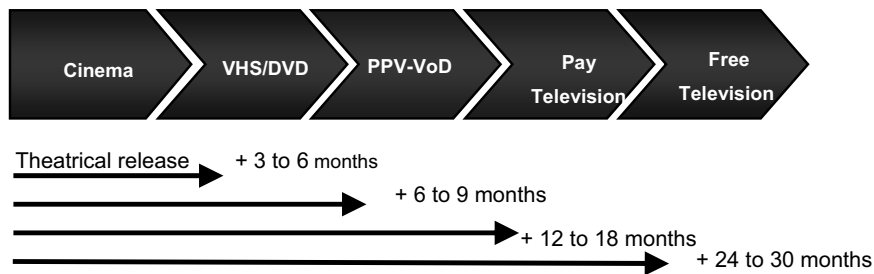 Cinema
VHS/DVD
PPV-VoD
Pay
Television
Free
Television
Theatrical release
+ 3 to 6 months
+ 6 to 9 months
+ 12 to 18 months
+ 24 to 30 months